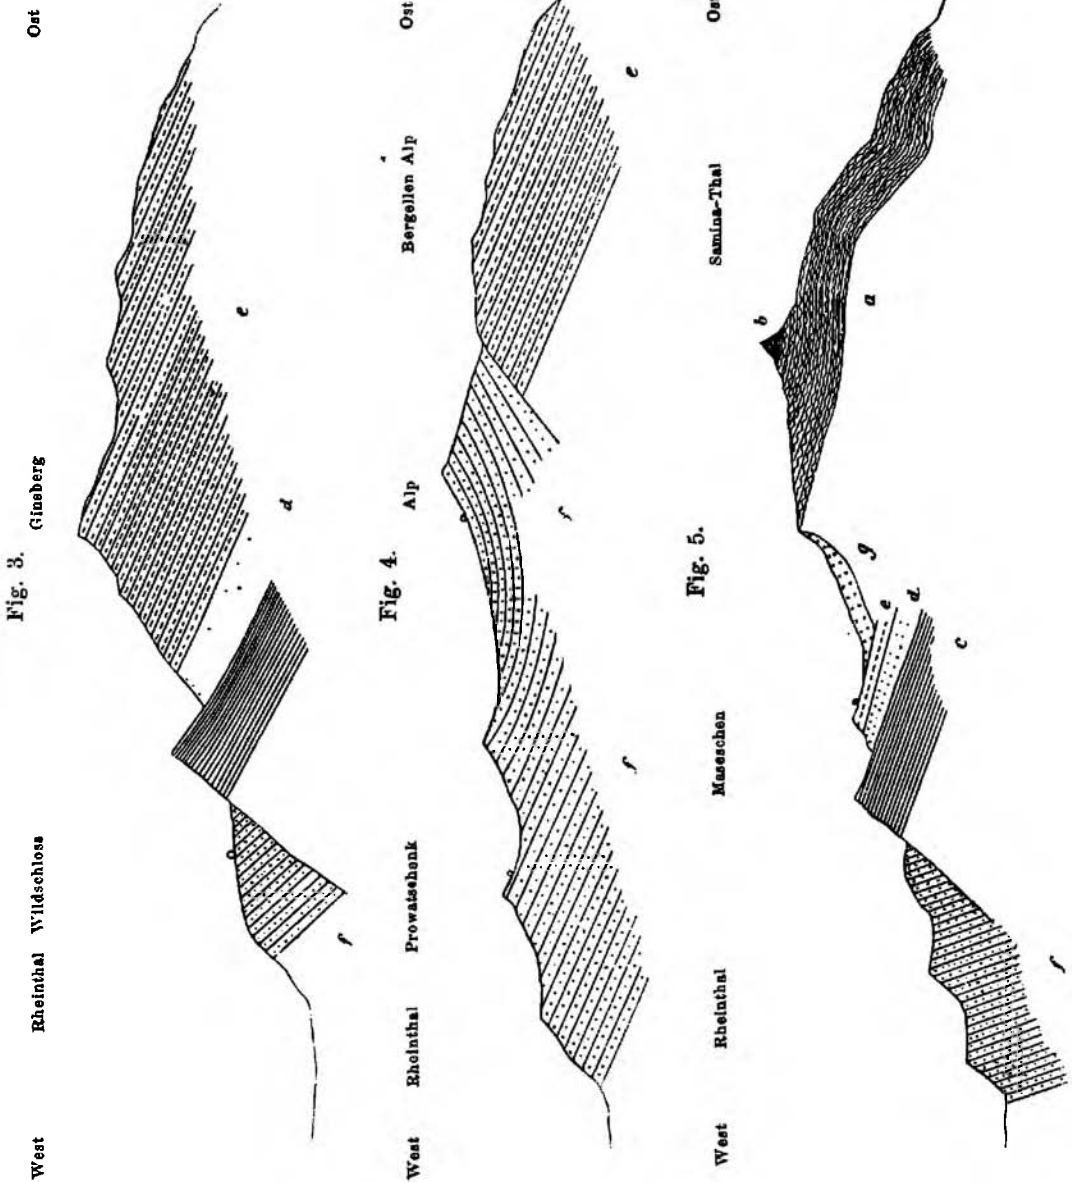 Fig. 3.
West Rheinthal Wildschloss Ginsberg Ost
f d e
Fig. 4.
West Rheinthal Prowatschenk Alp Bergellen Alp Ost
f f e
Fig. 5.
West Rheinthal Maseschen Samina-Thal Os
f c d e g a b